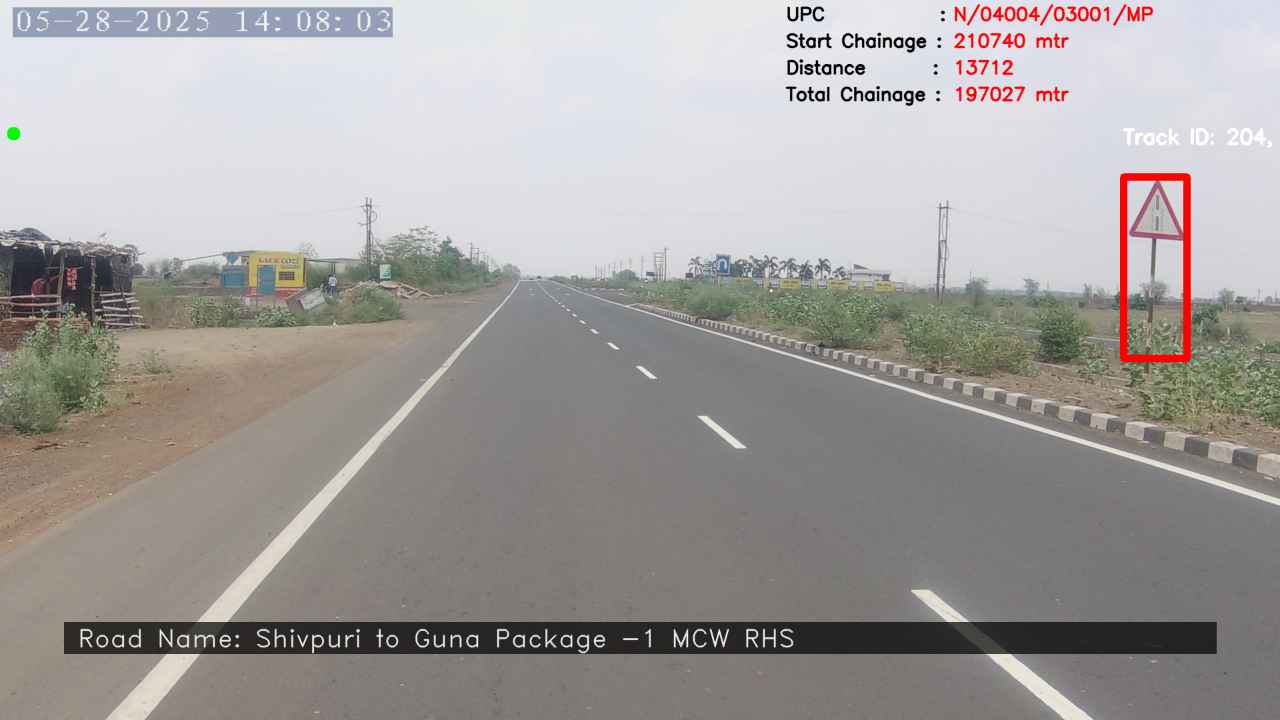 05-28-2025 14:08:03
UPC : N/04004/03001/MP
Start Chainage : 210740 mtr
Distance : 13712
Total Chainage : 197027 mtr
Track ID: 204,
Road Name: Shivpuri to Guna Package -1 MCW RHS